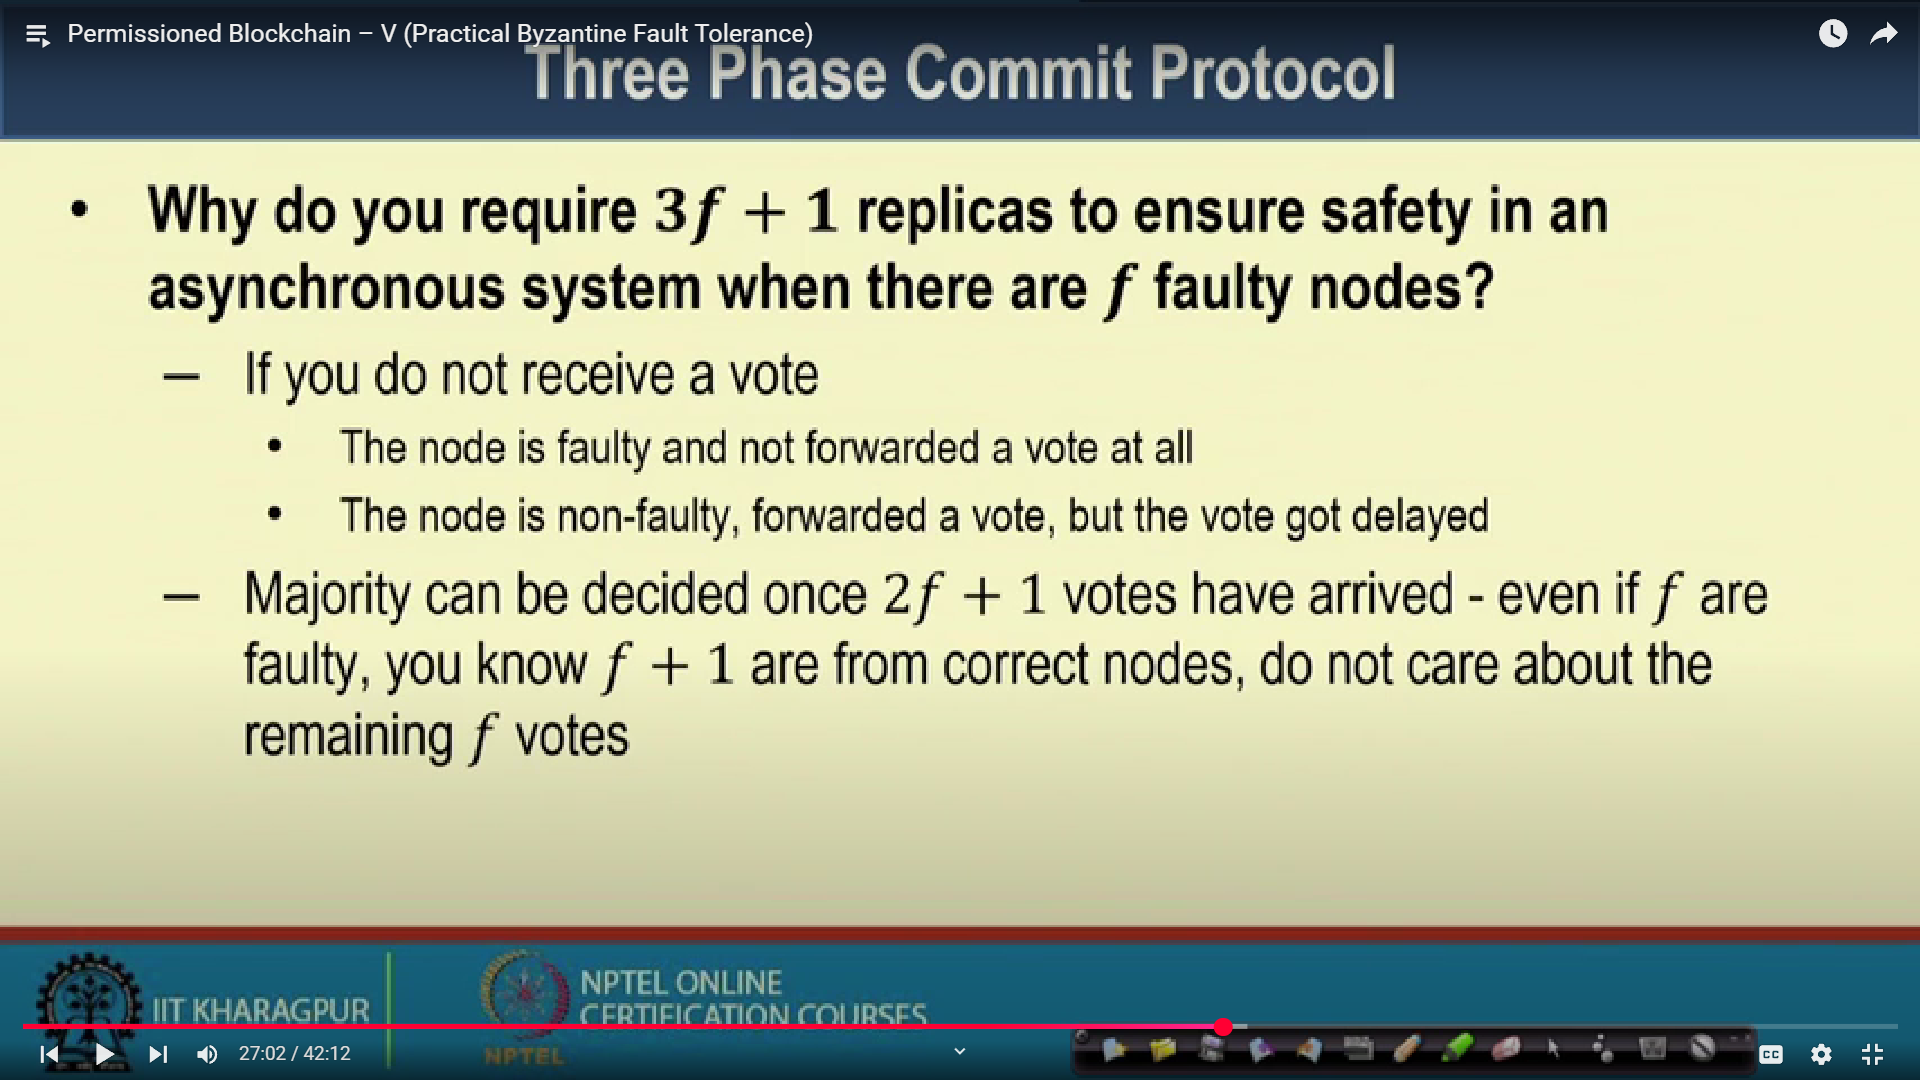 Permissioned Blockchain – V (Practical Byzantine Fault Tolerance)
Three Phase Commit Protocol
• Why do you require 3f + 1 replicas to ensure safety in an
asynchronous system when there are f faulty nodes?
– If you do not receive a vote
• The node is faulty and not forwarded a vote at all
• The node is non-faulty, forwarded a vote, but the vote got delayed
– Majority can be decided once 2f + 1 votes have arrived - even if f are
faulty, you know f + 1 are from correct nodes, do not care about the
remaining f votes
IIT KHARAGPUR
NPTEL
NPTEL ONLINE
CERTIFICATION COURSES
27:02 / 42:12
CC